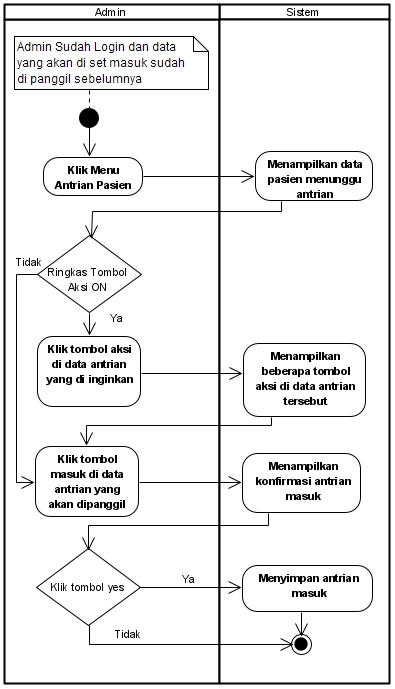 Admin
Sistem
Admin Sudah Login dan data
yang akan di set masuk sudah
di panggil sebelumnya
Klik Menu
Antrian Pasien
Menampilkan data
pasien menunggu
antrian
Tidak
Ringkas Tombol
Aksi ON
Ya
Klik tombol aksi
di data antrian
yang di inginkan
Menampilkan
beberapa tombol
aksi di data antrian
tersebut
Klik tombol
masuk di data
antrian yang
akan dipanggil
Menampilkan
konfirmasi antrian
masuk
Klik tombol yes
Ya
Menyimpan antrian
masuk
Tidak